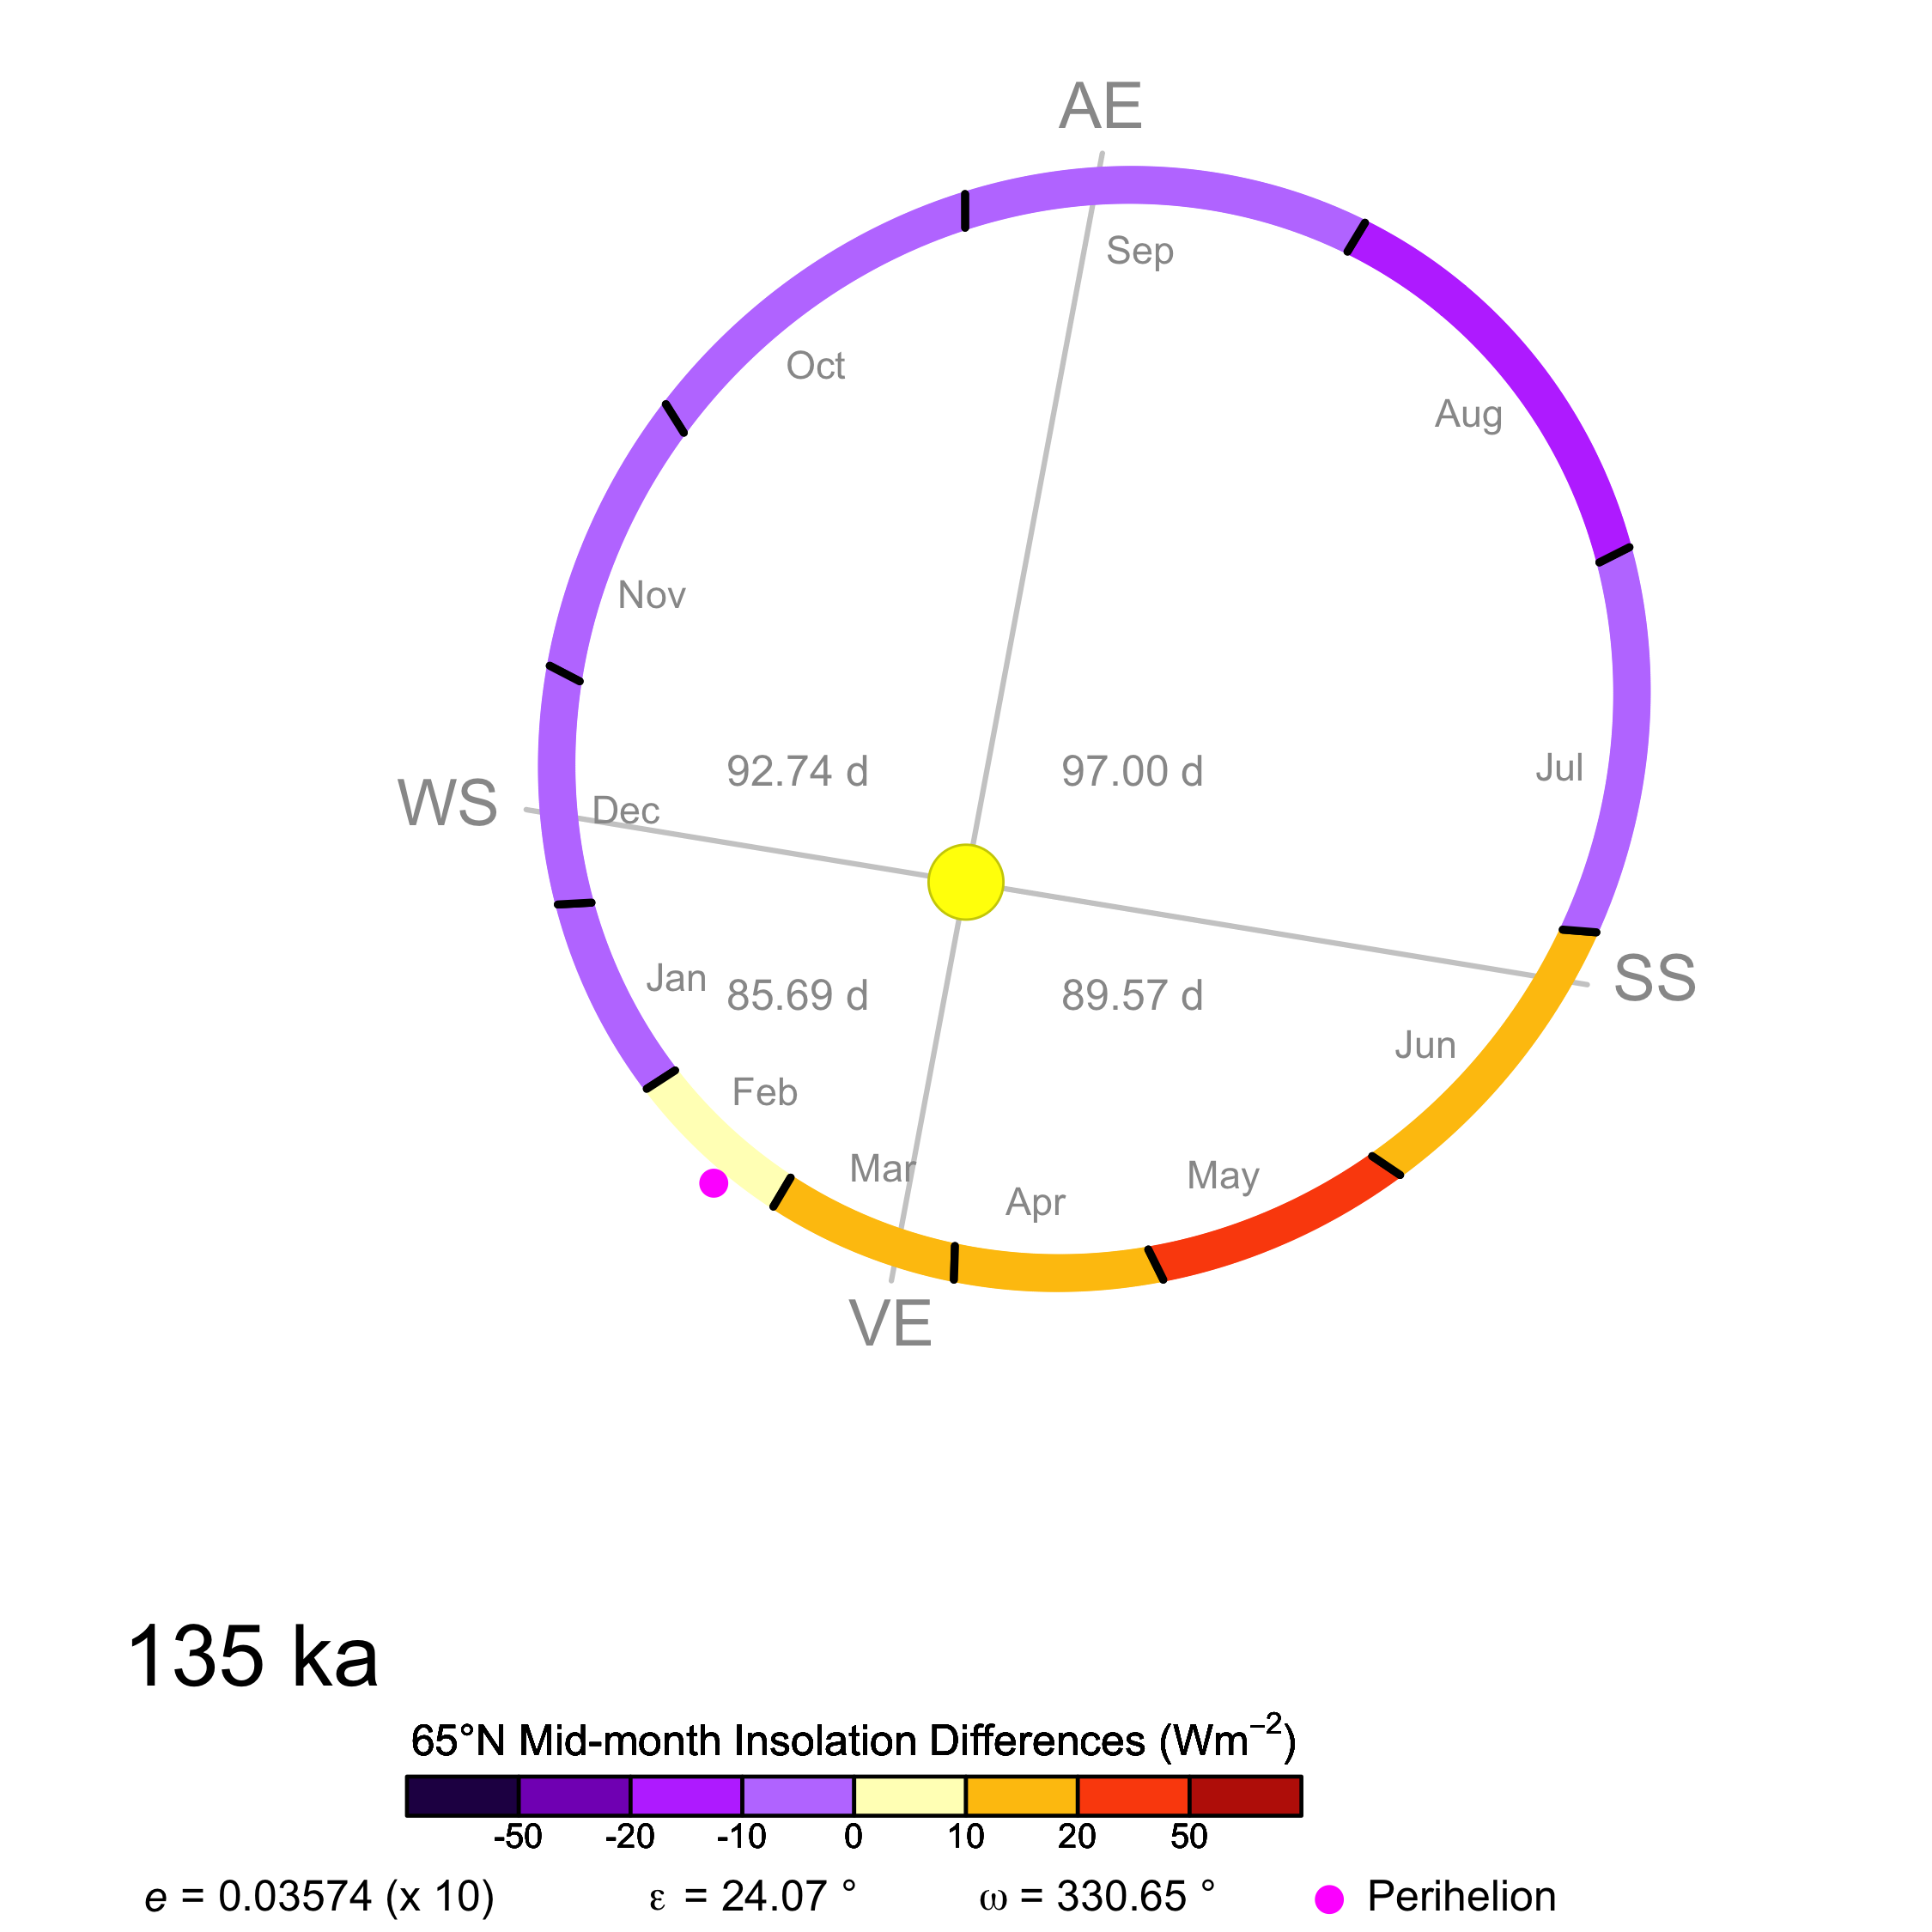 AE
Sep
Oct
Aug
Nov
92.74 d
97.00 d
Jul
WS
Dec
SS
Jan
85.69 d
89.57 d
Jun
Feb
Mar
May
Apr
VE
135 ka
65°N Mid-month Insolation Differences (Wm⁻²)
-50 -20 -10 0 10 20 50
e = 0.03574 (x 10) ε = 24.07 ° ω = 330.65 ° Perihelion